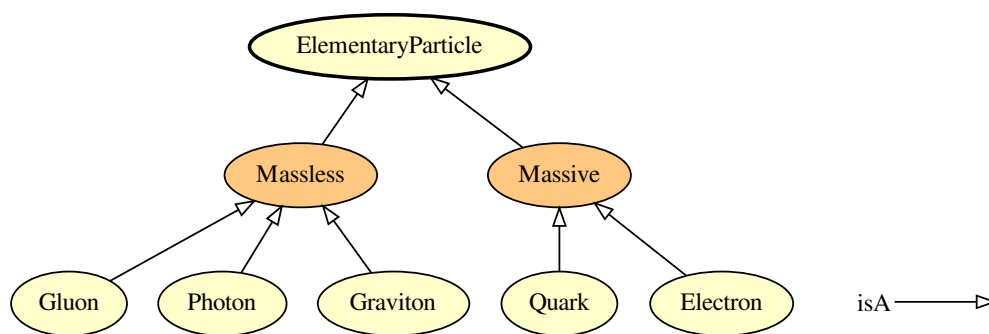 ElementaryParticle
Massless
Massive
Gluon
Photon
Graviton
Quark
Electron
isA